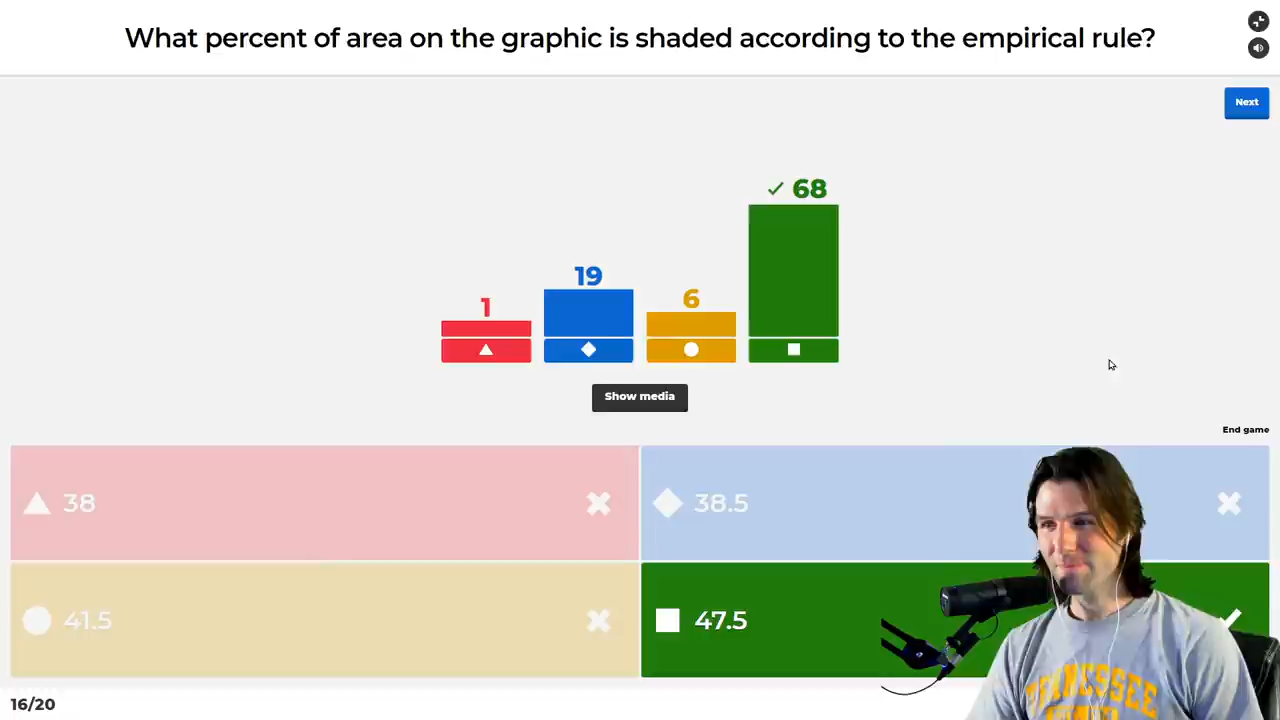 What percent of area on the graphic is shaded according to the empirical rule?
Next
68
19
6
1
Show media
End game
38
38.5
41.5
47.5
16/20
TENNESSEE